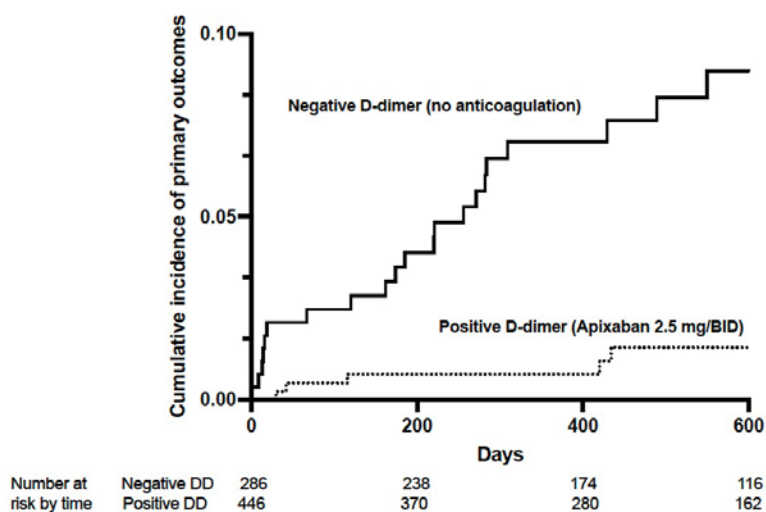 0.10
Negative D-dimer (no anticoagulation)
Cumulative incidence of primary outcomes
0.05
Positive D-dimer (Apixaban 2.5 mg/BID)
0.00
0 200 400 600
Days
Number at Negative DD 286 238 174 116
risk by time Positive DD 446 370 280 162